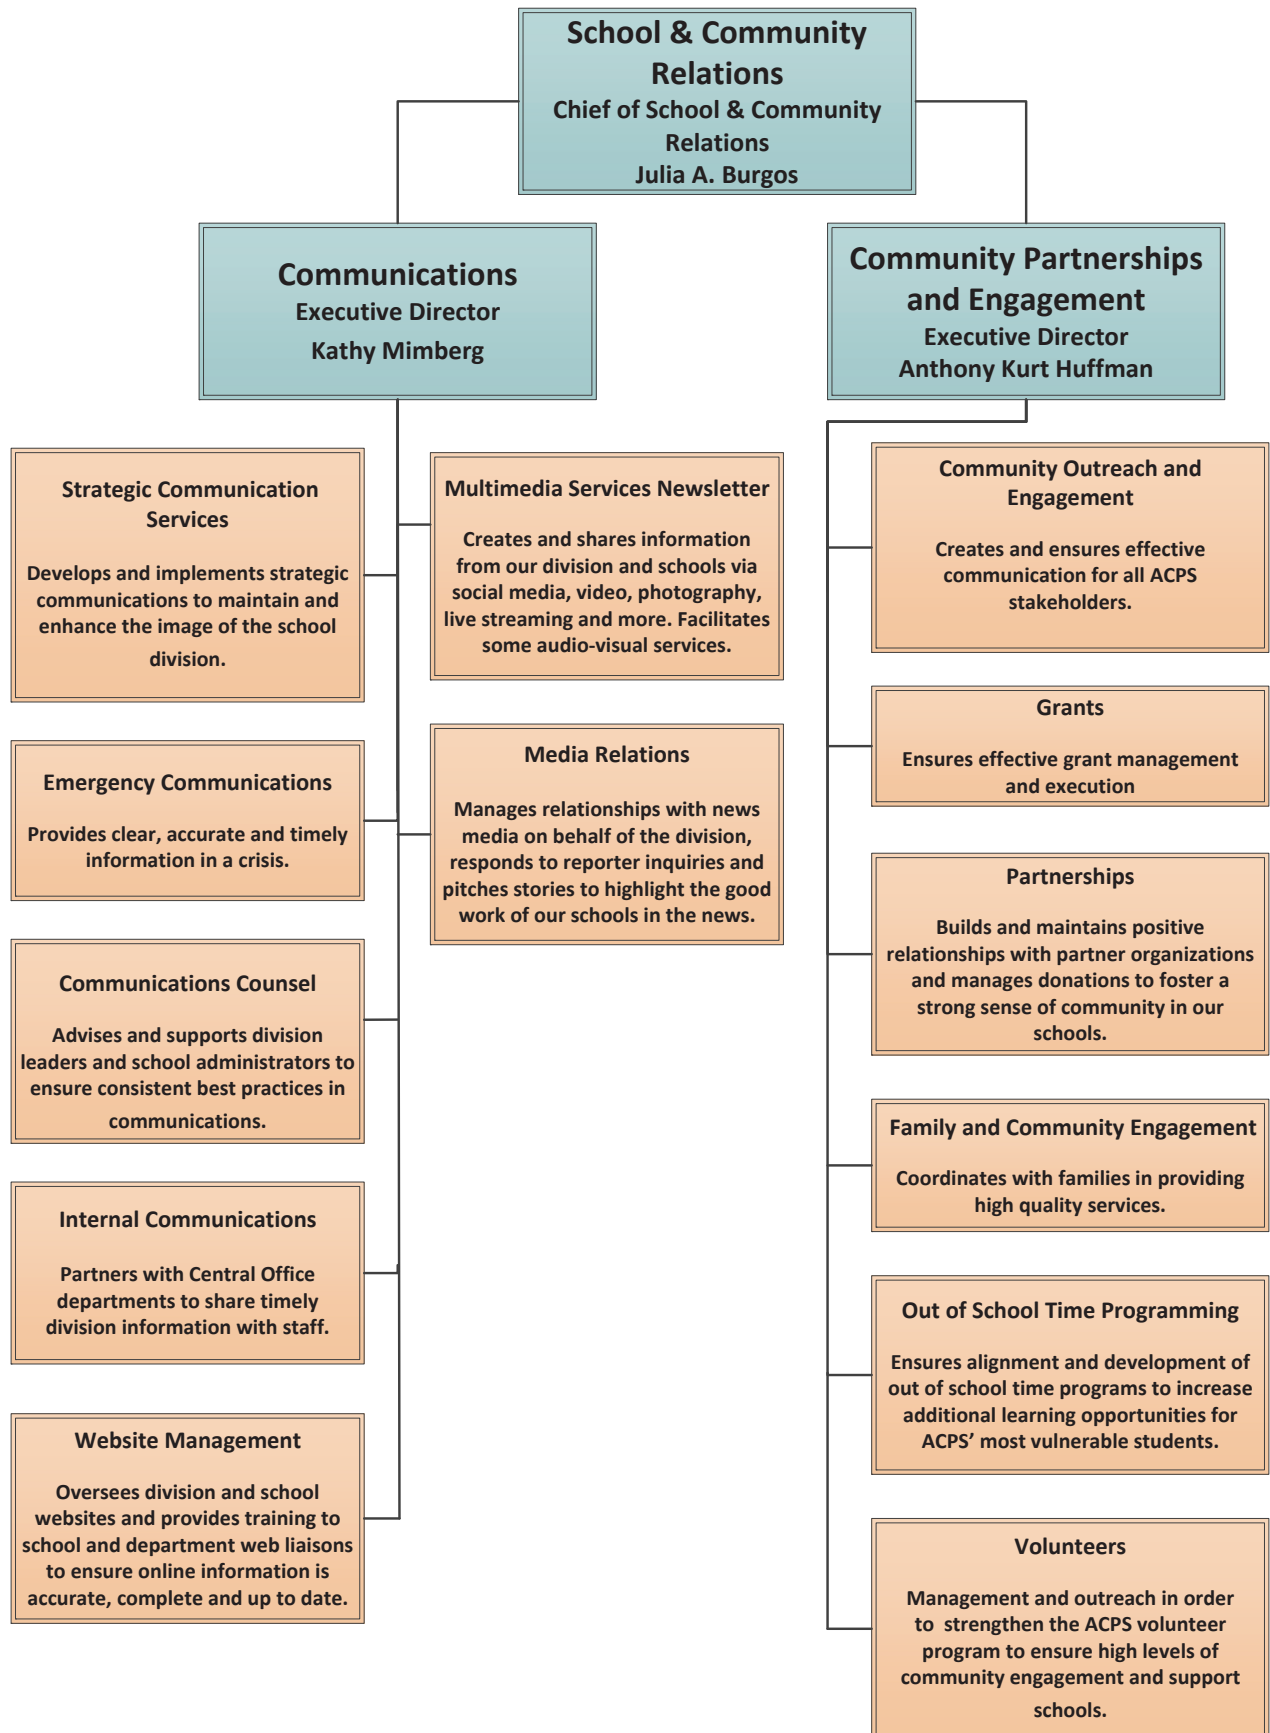 School & Community
Relations
Chief of School & Community
Relations
Julia A. Burgos
Communications
Executive Director
Kathy Mimberg
Community Partnerships
and Engagement
Executive Director
Anthony Kurt Huffman
Strategic Communication
Services
Develops and implements strategic
communications to maintain and
enhance the image of the school
division.
Emergency Communications
Provides clear, accurate and timely
information in a crisis.
Communications Counsel
Advises and supports division
leaders and school administrators to
ensure consistent best practices in
communications.
Internal Communications
Partners with Central Office
departments to share timely
division information with staff.
Website Management
Oversees division and school
websites and provides training to
school and department web liaisons
to ensure online information is
accurate, complete and up to date.
Multimedia Services Newsletter
Creates and shares information
from our division and schools via
social media, video, photography,
live streaming and more. Facilitates
some audio-visual services.
Media Relations
Manages relationships with news
media on behalf of the division,
responds to reporter inquiries and
pitches stories to highlight the good
work of our schools in the news.
Community Outreach and
Engagement
Creates and ensures effective
communication for all ACPS
stakeholders.
Grants
Ensures effective grant management
and execution
Partnerships
Builds and maintains positive
relationships with partner organizations
and manages donations to foster a
strong sense of community in our
schools.
Family and Community Engagement
Coordinates with families in providing
high quality services.
Out of School Time Programming
Ensures alignment and development of
out of school time programs to increase
additional learning opportunities for
ACPS’ most vulnerable students.
Volunteers
Management and outreach in order
to strengthen the ACPS volunteer
program to ensure high levels of
community engagement and support
schools.